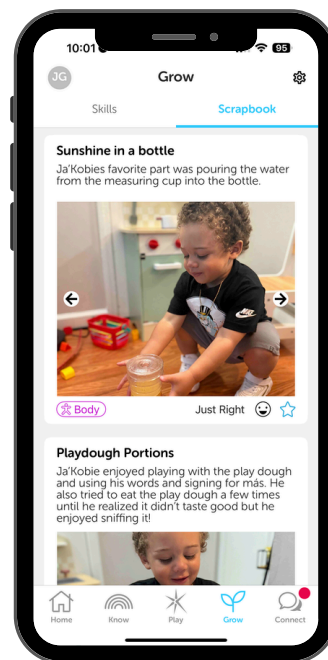 10:01
95
JG
Grow
Skills
Scrapbook
Sunshine in a bottle
Ja'Kobies favorite part was pouring the water
from the measuring cup into the bottle.
Body
Just Right
Playdough Portions
Ja'Kobie enjoyed playing with the play dough
and using his words and signing for más. He
also tried to eat the play dough a few times
until he realized it didn't taste good but he
enjoyed sniffing it!
Home
Know
Play
Grow
Connect